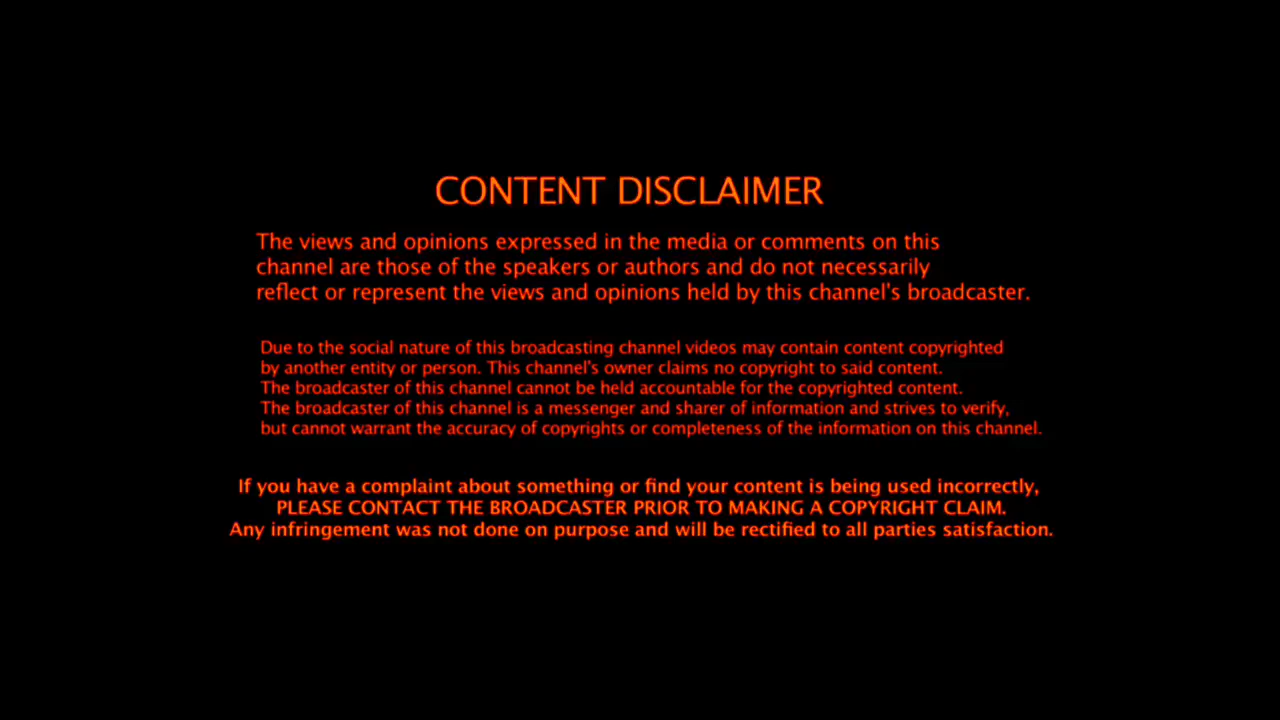 CONTENT DISCLAIMER
The views and opinions expressed in the media or comments on this
channel are those of the speakers or authors and do not necessarily
reflect or represent the views and opinions held by this channel's broadcaster.
Due to the social nature of this broadcasting channel videos may contain content copyrighted
by another entity or person. This channel's owner claims no copyright to said content.
The broadcaster of this channel cannot be held accountable for the copyrighted content.
The broadcaster of this channel is a messenger and sharer of information and strives to verify,
but cannot warrant the accuracy of copyrights or completeness of the information on this channel.
If you have a complaint about something or find your content is being used incorrectly,
PLEASE CONTACT THE BROADCASTER PRIOR TO MAKING A COPYRIGHT CLAIM.
Any infringement was not done on purpose and will be rectified to all parties satisfaction.